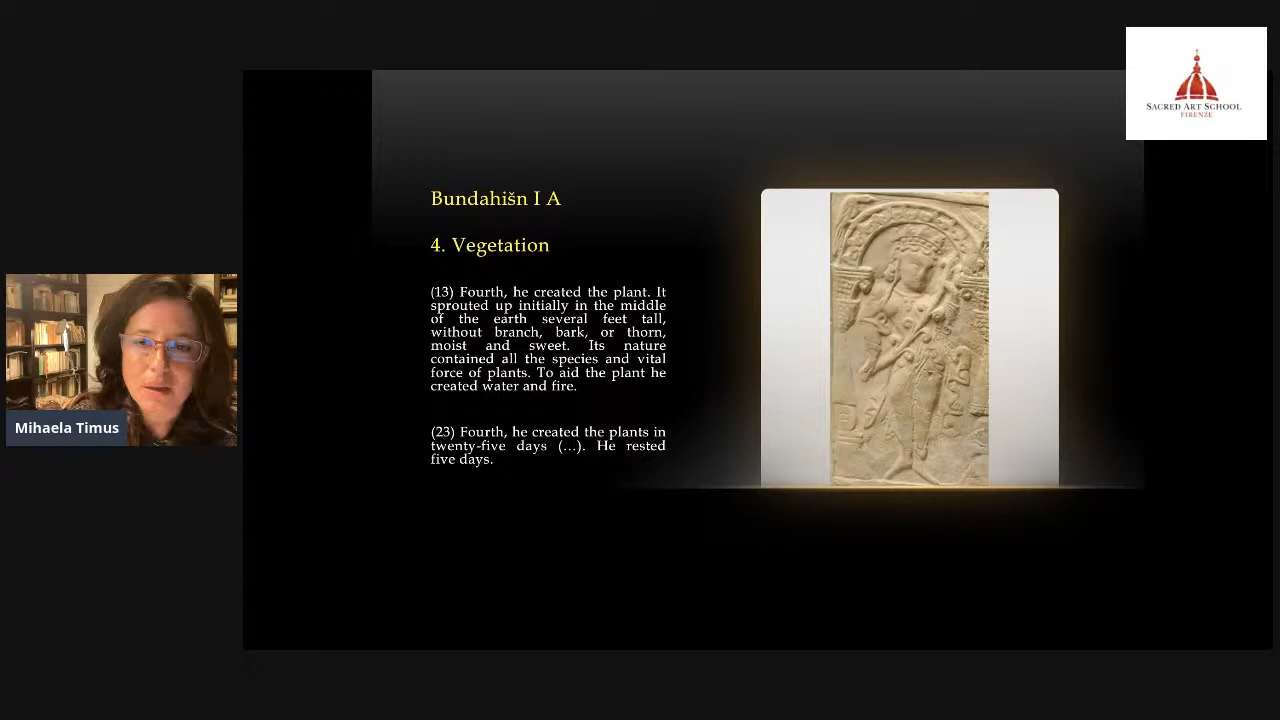 SACRED ART SCHOOL
FIRENZE
Bundahišn I A
4. Vegetation
(13) Fourth, he created the plant. It
sprouted up initially in the middle
of the earth several feet tall,
without branch, bark, or thorn,
moist and sweet. Its nature
contained all the species and vital
force of plants. To aid the plant he
created water and fire.
(23) Fourth, he created the plants in
twenty-five days (…). He rested
five days.
Mihaela Timus